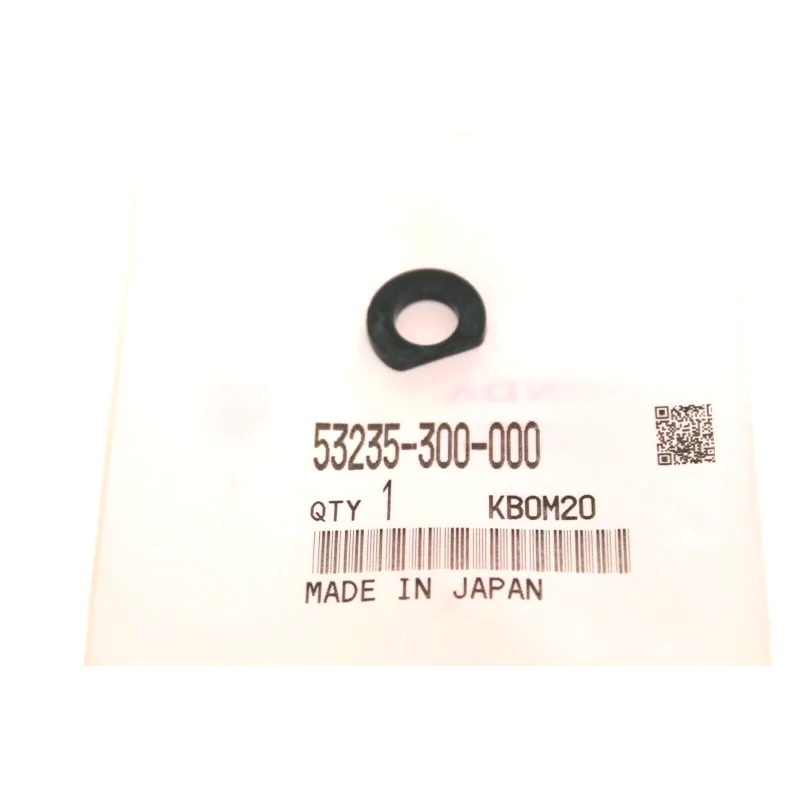 53235-300-000
QTY 1 KB0M20
MADE IN JAPAN